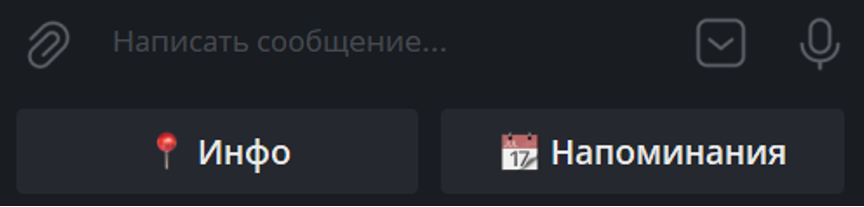 Написать сообщение...
Инфо
Напоминания